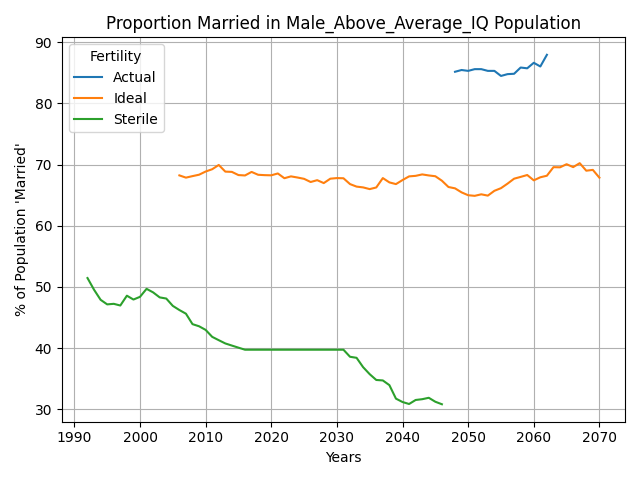 Proportion Married in Male_Above_Average_IQ Population
Fertility
Actual
Ideal
Sterile
% of Population 'Married'
90
80
70
60
50
40
30
1990
2000
2010
2020
2030
2040
2050
2060
2070
Years